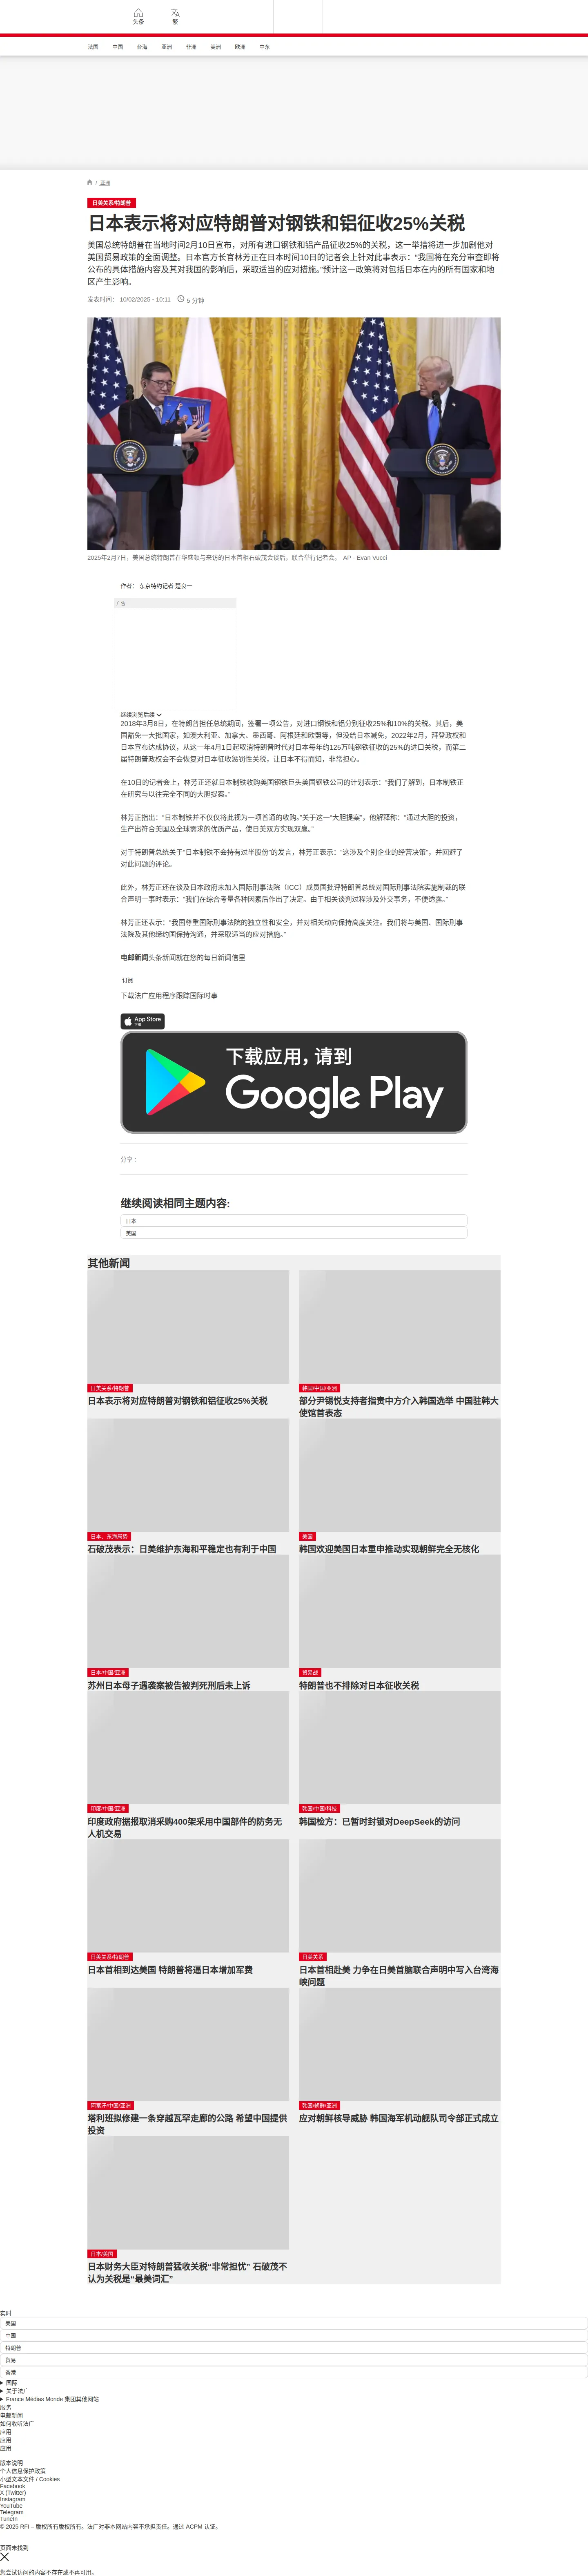 头条
繁
法国
中国
台海
亚洲
非洲
美洲
欧洲
中东
/ 亚洲
日美关系/特朗普
日本表示将对应特朗普对钢铁和铝征收25%关税
美国总统特朗普在当地时间2月10日宣布，对所有进口钢铁和铝产品征收25%的关税，这一举措将进一步加剧他对
美国贸易政策的全面调整。日本官方长官林芳正在日本时间10日的记者会上针对此事表示：“我国将在充分审查即将
公布的具体措施内容及其对我国的影响后，采取适当的应对措施。”预计这一政策将对包括日本在内的所有国家和地
区产生影响。
发表时间： 10/02/2025 - 10:11
5 分钟
2025年2月7日，美国总统特朗普在华盛顿与来访的日本首相石破茂会谈后，联合举行记者会。 AP - Evan Vucci
作者： 东京特约记者 楚良一
广告
继续浏览后续
2018年3月8日，在特朗普担任总统期间，签署一项公告，对进口钢铁和铝分别征收25%和10%的关税。其后，美
国豁免一大批国家，如澳大利亚、加拿大、墨西哥、阿根廷和欧盟等，但没给日本减免，2022年2月，拜登政权和
日本宣布达成协议，从这一年4月1日起取消特朗普时代对日本每年约125万吨钢铁征收的25%的进口关税，而第二
届特朗普政权会不会恢复对日本征收惩罚性关税，让日本不得而知，非常担心。
在10日的记者会上，林芳正还就日本制铁收购美国钢铁巨头美国钢铁公司的计划表示：“我们了解到，日本制铁正
在研究与以往完全不同的大胆提案。”
林芳正指出：“日本制铁并不仅仅将此视为一项普通的收购。”关于这一“大胆提案”，他解释称：“通过大胆的投资，
生产出符合美国及全球需求的优质产品，使日美双方实现双赢。”
对于特朗普总统关于“日本制铁不会持有过半股份”的发言，林芳正表示：“这涉及个别企业的经营决策”，并回避了
对此问题的评论。
此外，林芳正还在谈及日本政府未加入国际刑事法院（ICC）成员国批评特朗普总统对国际刑事法院实施制裁的联
合声明一事时表示：“我们在综合考量各种因素后作出了决定。由于相关谈判过程涉及外交事务，不便透露。”
林芳正还表示：“我国尊重国际刑事法院的独立性和安全，并对相关动向保持高度关注。我们将与美国、国际刑事
法院及其他缔约国保持沟通，并采取适当的应对措施。”
电邮新闻头条新闻就在您的每日新闻信里
订阅
下载法广应用程序跟踪国际时事
App Store
下载
下载应用，请到
Google Play
分享 :
继续阅读相同主题内容:
日本
美国
其他新闻
日美关系/特朗普
日本表示将对应特朗普对钢铁和铝征收25%关税
韩国/中国/亚洲
部分尹锡悦支持者指责中方介入韩国选举 中国驻韩大
使馆首表态
日本、东海局势
石破茂表示：日美维护东海和平稳定也有利于中国
美国
韩国欢迎美国日本重申推动实现朝鲜完全无核化
日本/中国/亚洲
苏州日本母子遇袭案被告被判死刑后未上诉
贸易战
特朗普也不排除对日本征收关税
印度/中国/亚洲
印度政府据报取消采购400架采用中国部件的防务无
人机交易
韩国/中国/科技
韩国检方：已暂时封锁对DeepSeek的访问
日美关系/特朗普
日本首相到达美国 特朗普将逼日本增加军费
日美关系
日本首相赴美 力争在日美首脑联合声明中写入台湾海
峡问题
阿富汗/中国/亚洲
塔利班拟修建一条穿越瓦罕走廊的公路 希望中国提供
投资
韩国/朝鲜/亚洲
应对朝鲜核导威胁 韩国海军机动舰队司令部正式成立
日本/美国
日本财务大臣对特朗普猛收关税“非常担忧” 石破茂不
认为关税是“最美词汇”
实时
美国
中国
特朗普
贸易
香港
国际
关于法广
France Médias Monde 集团其他网站
服务
电邮新闻
如何收听法广
应用
应用
应用
版本说明
个人信息保护政策
小型文本文件 / Cookies
Facebook
X (Twitter)
Instagram
YouTube
Telegram
TuneIn
© 2025 RFI – 版权所有版权所有。法广对非本网站内容不承担责任。通过 ACPM 认证。
页面未找到
您尝试访问的内容不存在或不再可用。